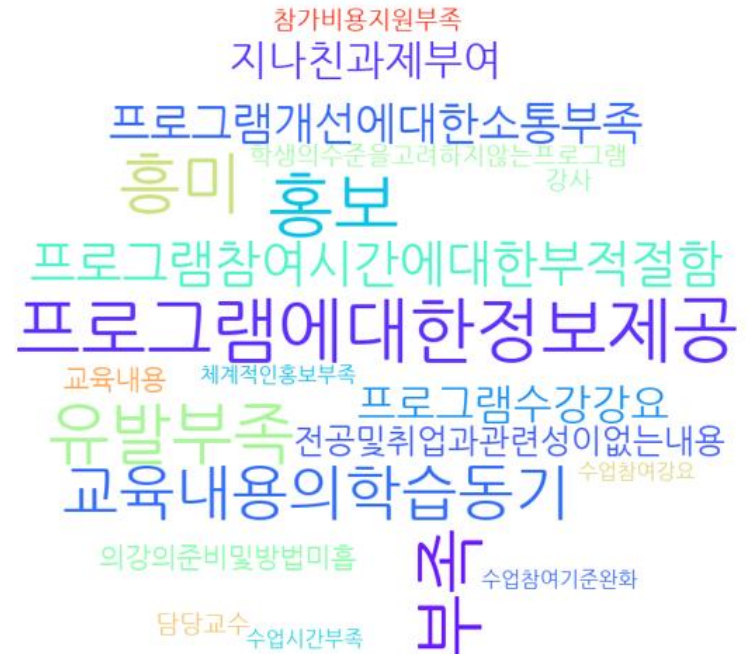 참가비용지원부족
지나친과제부여
프로그램개선에대한소통부족
학생의수준을고려하지않는프로그램
흥미
강사
홍보
프로그램참여시간에대한부적절함
프로그램에대한정보제공
교육내용
체계적인홍보부족
프로그램수강강요
유발부족
전공및취업과관련성이없는내용
교육내용의학습동기
수업참여강요
부족
의강의준비및방법미흡
수업참여기준완화
담당교수
수업시간부족